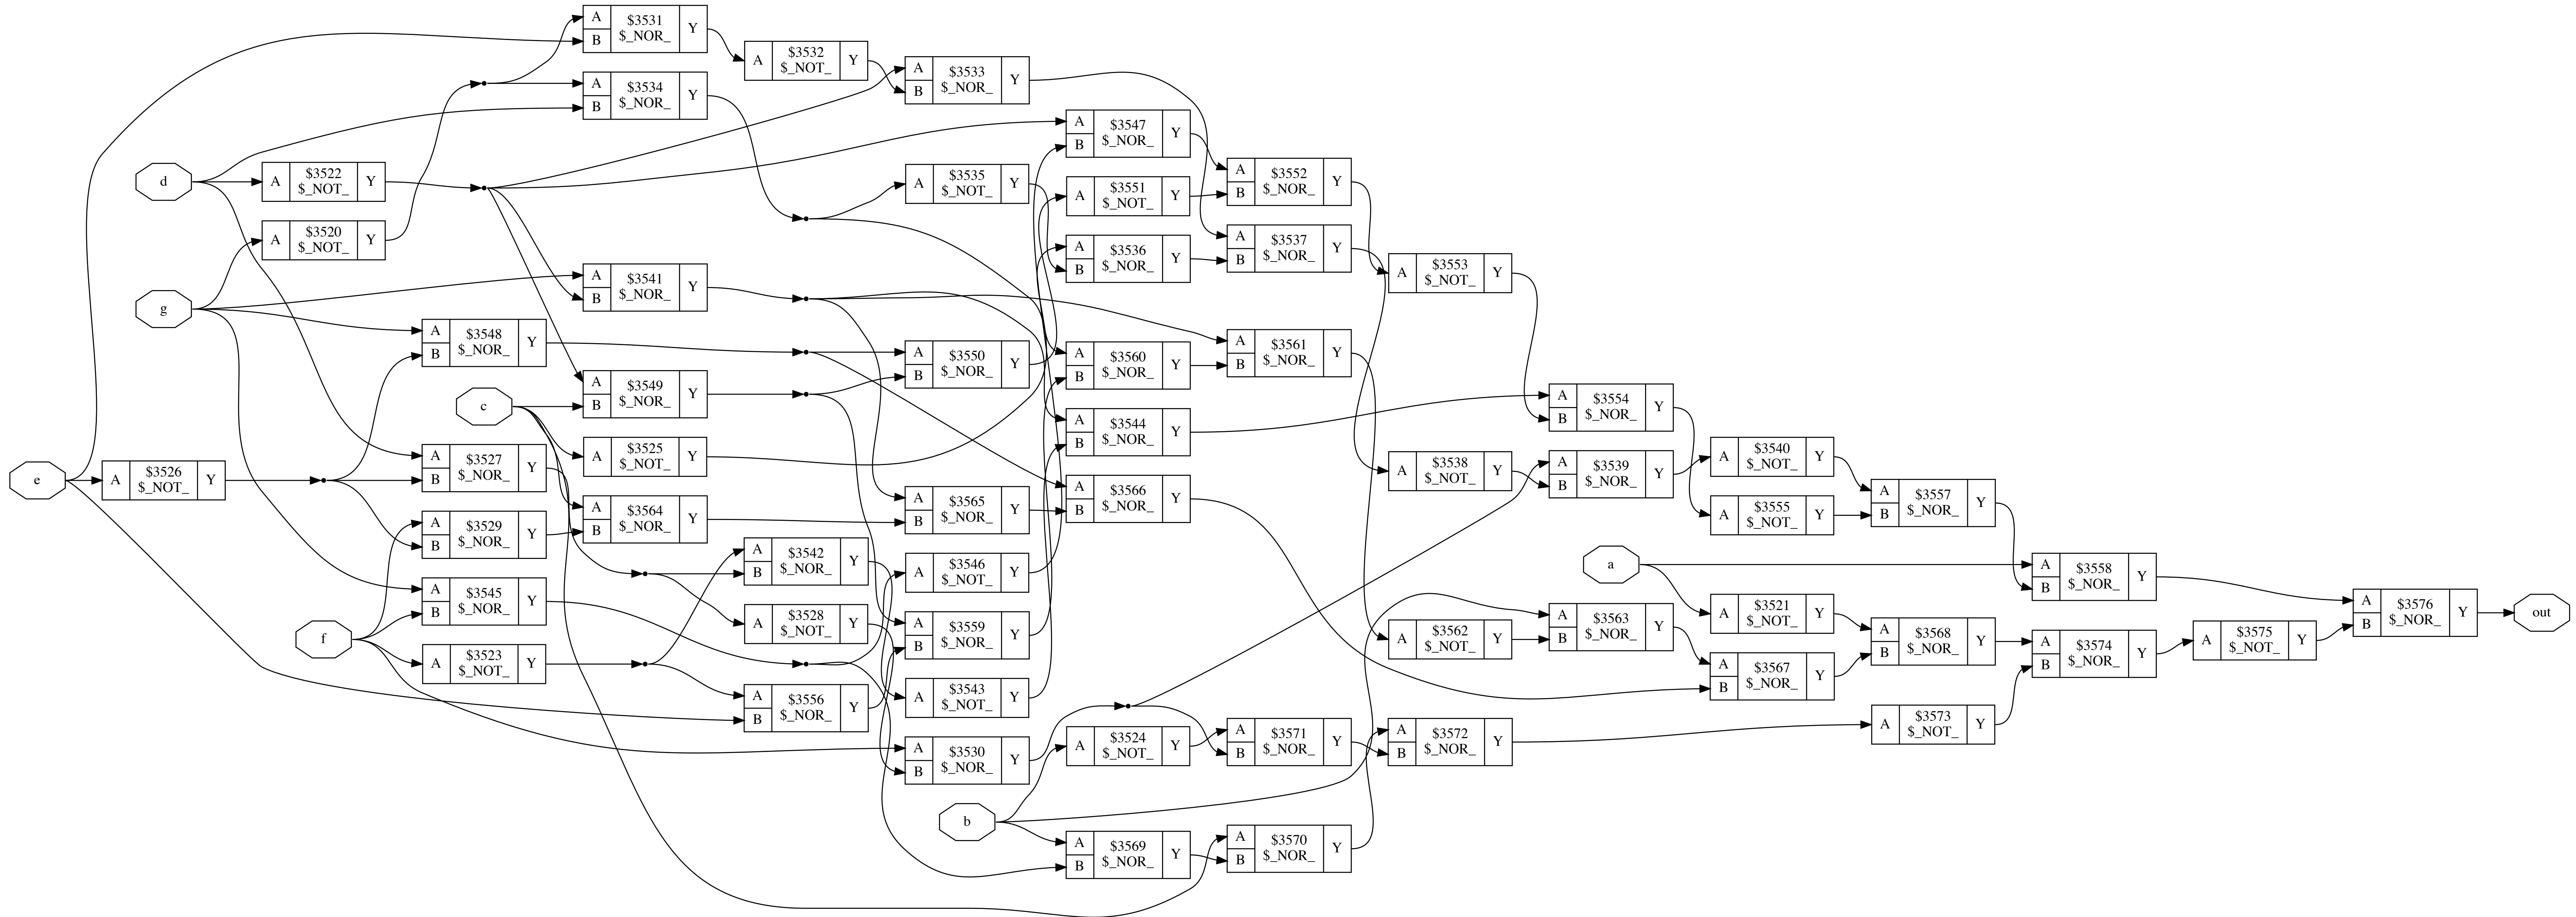 A
B
$3531
$_NOR_
Y
A
$3532
$_NOT_
Y
A
B
$3533
$_NOR_
Y
A
B
$3534
$_NOR_
Y
A
B
$3547
$_NOR_
Y
d
A
$3522
$_NOT_
Y
A
$3535
$_NOT_
Y
A
$3551
$_NOT_
Y
A
B
$3552
$_NOR_
Y
A
$3520
$_NOT_
Y
A
B
$3536
$_NOR_
Y
A
B
$3537
$_NOR_
Y
g
A
B
$3541
$_NOR_
Y
A
$3553
$_NOT_
Y
A
B
$3548
$_NOR_
Y
A
B
$3550
$_NOR_
Y
A
B
$3560
$_NOR_
Y
A
B
$3561
$_NOR_
Y
c
A
B
$3549
$_NOR_
Y
A
B
$3544
$_NOR_
Y
A
B
$3554
$_NOR_
Y
e
A
$3526
$_NOT_
Y
A
B
$3527
$_NOR_
Y
A
$3525
$_NOT_
Y
A
$3538
$_NOT_
Y
A
B
$3539
$_NOR_
Y
A
$3540
$_NOT_
Y
A
B
$3529
$_NOR_
Y
A
B
$3564
$_NOR_
Y
A
B
$3565
$_NOR_
Y
A
B
$3566
$_NOR_
Y
A
$3555
$_NOT_
Y
A
B
$3557
$_NOR_
Y
A
B
$3545
$_NOR_
Y
A
B
$3542
$_NOR_
Y
A
$3546
$_NOT_
Y
a
A
B
$3558
$_NOR_
Y
f
A
$3523
$_NOT_
Y
A
$3528
$_NOT_
Y
A
B
$3559
$_NOR_
Y
A
$3562
$_NOT_
Y
A
B
$3563
$_NOR_
Y
A
$3521
$_NOT_
Y
A
B
$3568
$_NOR_
Y
A
B
$3574
$_NOR_
Y
A
$3575
$_NOT_
Y
A
B
$3576
$_NOR_
Y
out
A
B
$3556
$_NOR_
Y
A
$3543
$_NOT_
Y
A
B
$3567
$_NOR_
Y
A
B
$3530
$_NOR_
Y
A
$3524
$_NOT_
Y
A
B
$3571
$_NOR_
Y
A
B
$3572
$_NOR_
Y
A
$3573
$_NOT_
Y
b
A
B
$3569
$_NOR_
Y
A
B
$3570
$_NOR_
Y